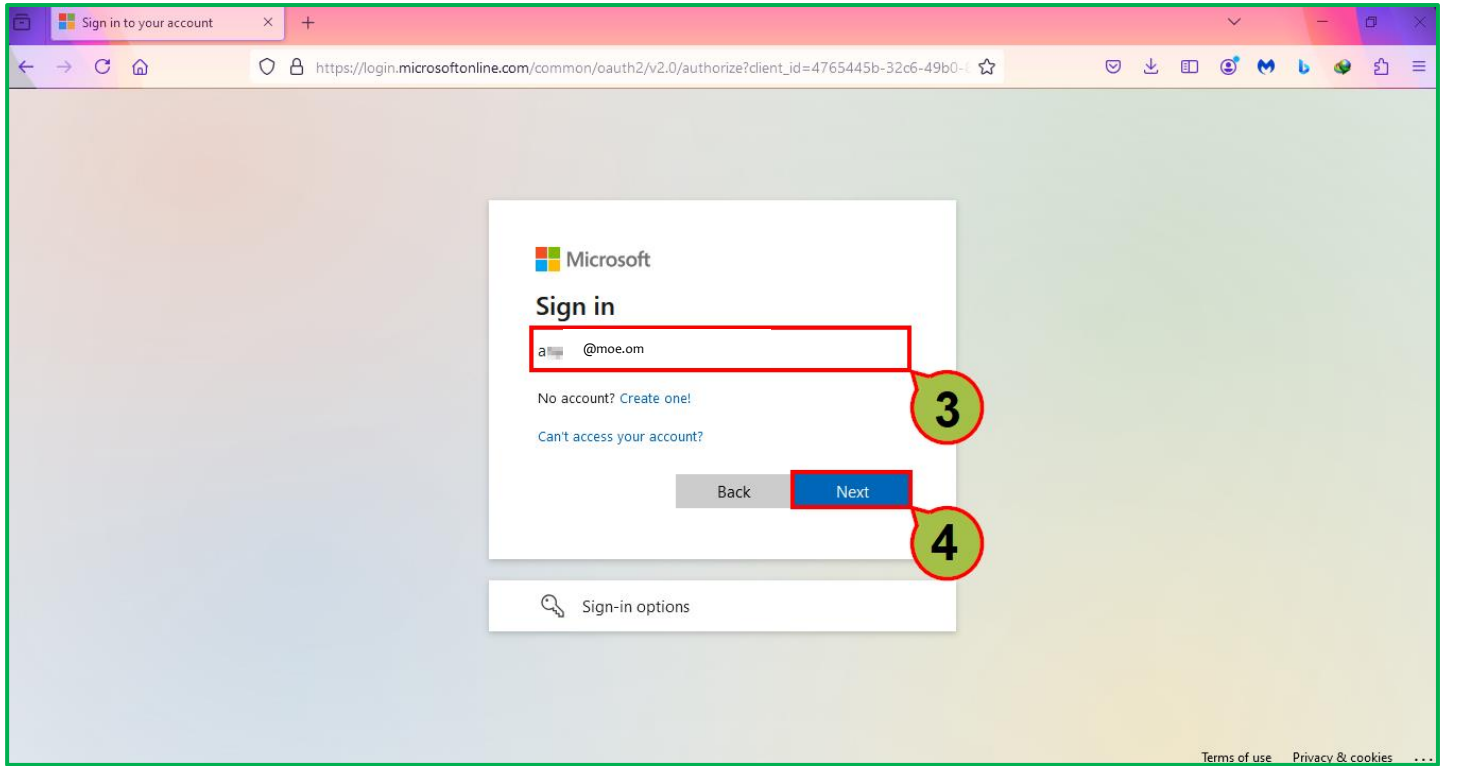 Sign in to your account
https://login.microsoftonline.com/common/oauth2/v2.0/authorize?client_id=4765445b-32c6-49b0-
Microsoft
Sign in
a @moe.om
No account? Create one!
3
Can't access your account?
Back Next
4
Sign-in options
Terms of use Privacy & cookies ...